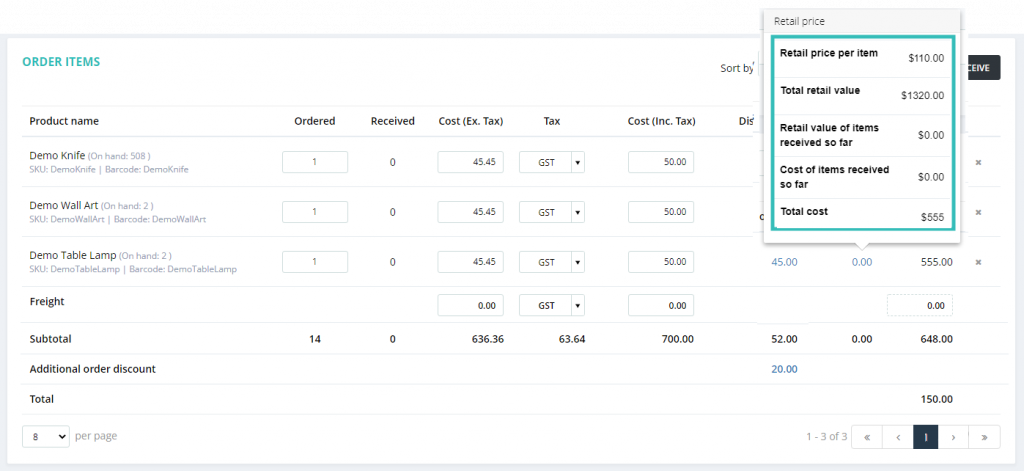 Retail price
Retail price per item $110.00
Total retail value $1320.00
Retail value of items
received so far $0.00
Cost of items received
so far $0.00
Total cost $555
ORDER ITEMS
Sort by
CEIVE
Product name Ordered Received Cost (Ex. Tax) Tax Cost (Inc. Tax) Dis
Demo Knife (On hand: 508 ) 1 0 45.45 GST ▼ 50.00 ✖
SKU: DemoKnife | Barcode: DemoKnife
Demo Wall Art (On hand: 2 ) 1 0 45.45 GST ▼ 50.00 ✖
SKU: DemoWallArt | Barcode: DemoWallArt
Demo Table Lamp (On hand: 2 ) 1 0 45.45 GST ▼ 50.00 45.00 0.00 555.00 ✖
SKU: DemoTableLamp | Barcode: DemoTableLamp
Freight 0.00 GST ▼ 0.00 0.00
Subtotal 14 0 636.36 63.64 700.00 52.00 0.00 648.00
Additional order discount 20.00
Total 150.00
8 per page 1 - 3 of 3 « ‹ 1 › »